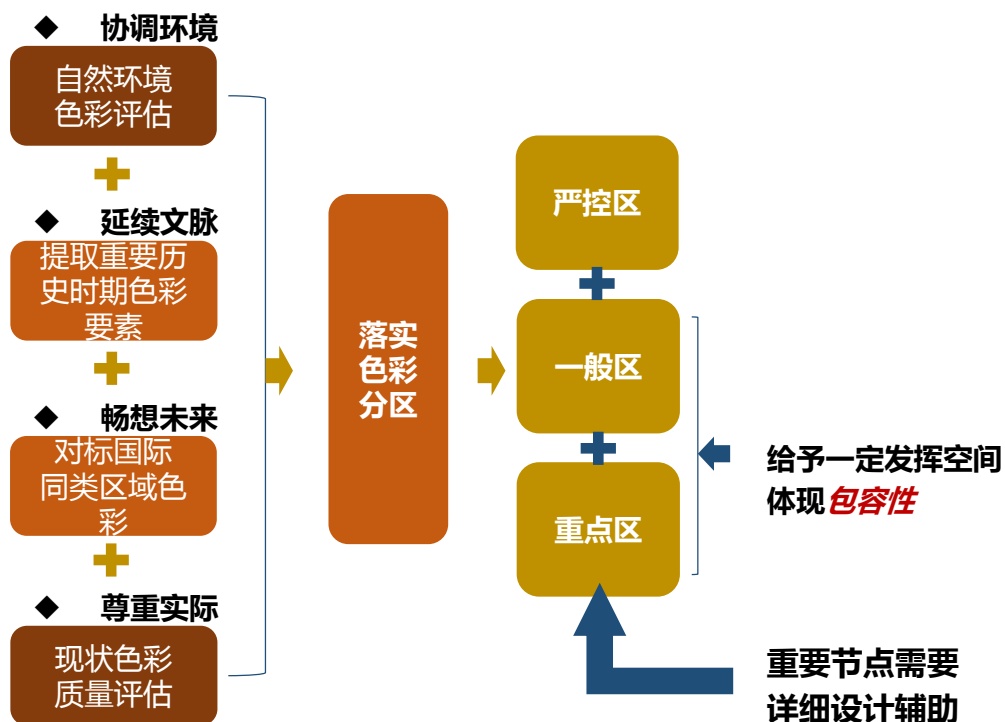 ◆ 协调环境
自然环境
色彩评估
◆ 延续文脉
提取重要历
史时期色彩
要素
◆ 畅想未来
对标国际
同类区域色
彩
◆ 尊重实际
现状色彩
质量评估
落实
色彩
分区
严控区
一般区
重点区
给予一定发挥空间
体现包容性
重要节点需要
详细设计辅助